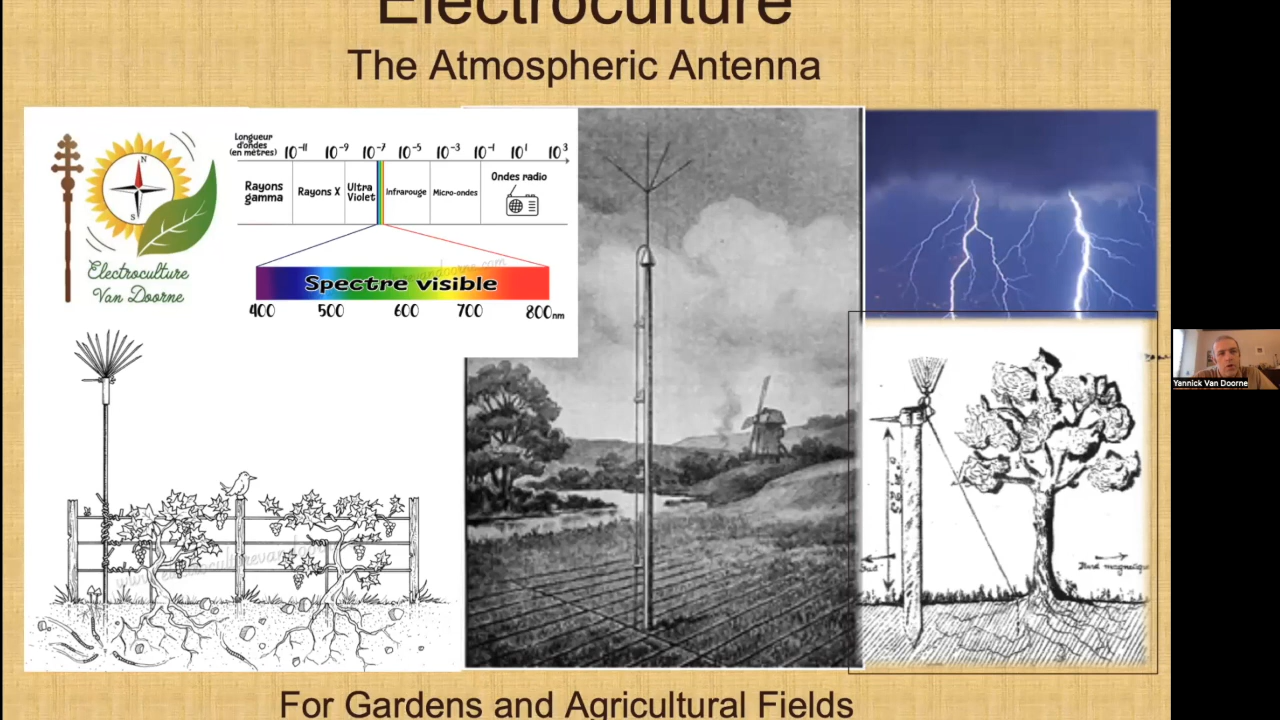 Electroculture
The Atmospheric Antenna
Electroculture
Van Doorne
N
S
Longueur
d'ondes
(en mètres)
10⁻¹¹ 10⁻⁹ 10⁻⁷ 10⁻⁵ 10⁻³ 10⁻¹ 10¹ 10³
Rayons
gamma
Rayons X
Ultra
Violet
Infrarouge
Micro-ondes
Ondes radio
Spectre visible
400 500 600 700 800nm
Yannick Van Doorne
For Gardens and Agricultural Fields